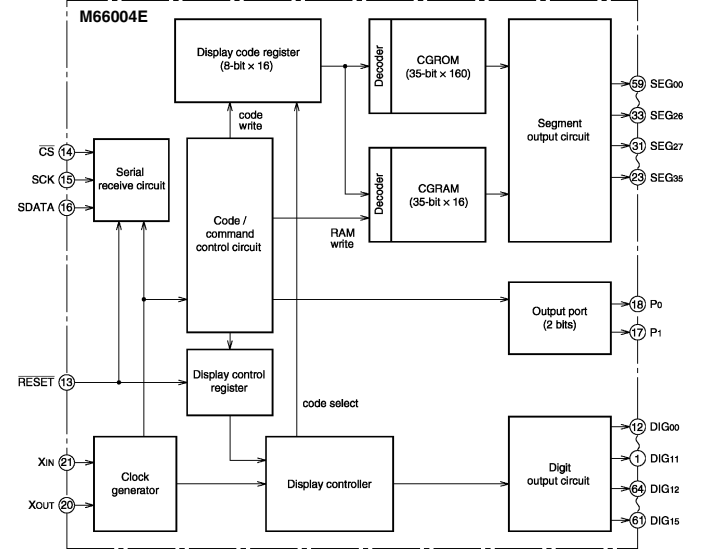 M66004E
Display code register
(8-bit × 16)
Decoder
CGROM
(35-bit × 160)
Segment
output circuit
59 SEG00
33 SEG26
31 SEG27
23 SEG35
code
write
CS 14
SCK 15
SDATA 16
Serial
receive circuit
Code /
command
control circuit
Decoder
CGRAM
(35-bit × 16)
RAM
write
Output port
(2 bits)
18 P0
17 P1
RESET 13
Display control
register
code select
XIN 21
XOUT 20
Clock
generator
Display controller
Digit
output circuit
12 DIG00
1 DIG11
64 DIG12
61 DIG15